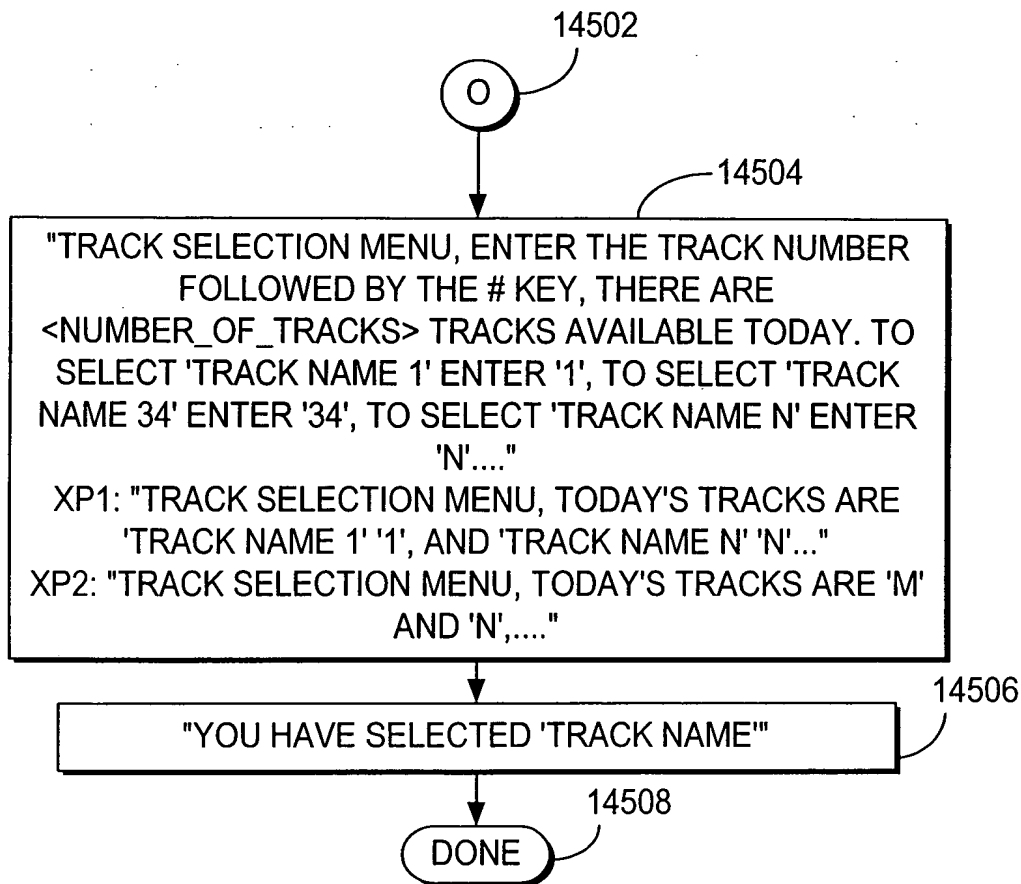 14502
O
14504
"TRACK SELECTION MENU, ENTER THE TRACK NUMBER
FOLLOWED BY THE # KEY, THERE ARE
<NUMBER_OF_TRACKS> TRACKS AVAILABLE TODAY. TO
SELECT 'TRACK NAME 1' ENTER '1', TO SELECT 'TRACK
NAME 34' ENTER '34', TO SELECT 'TRACK NAME N' ENTER
'N'...."
XP1: "TRACK SELECTION MENU, TODAY'S TRACKS ARE
'TRACK NAME 1' '1', AND 'TRACK NAME N' 'N'..."
XP2: "TRACK SELECTION MENU, TODAY'S TRACKS ARE 'M'
AND 'N',...."
14506
"YOU HAVE SELECTED 'TRACK NAME'"
14508
DONE